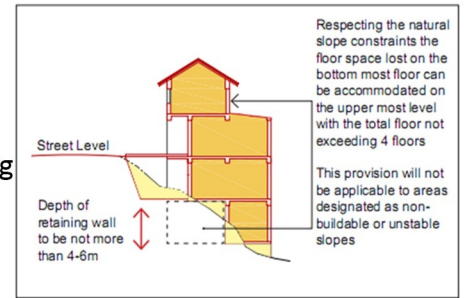 Respecting the natural
slope constraints the
floor space lost on the
bottom most floor can
be accommodated on
the upper most level
with the total floor not
exceeding 4 floors
This provision will not
be applicable to areas
designated as non-
buildable or unstable
slopes
Street Level
g
Depth of
retaining wall
to be not more
than 4-6m